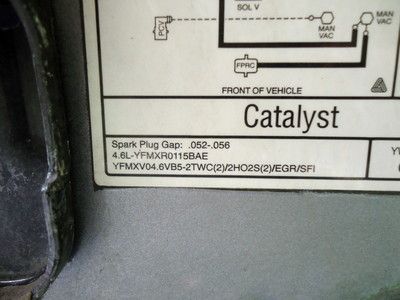 SOL V
MAN
VAC
MAN
VAC
PCV
FPRC
FRONT OF VEHICLE
Catalyst
Spark Plug Gap: .052-.056
4.6L-YFMXR0115BAE
YFMXV04.6VB5-2TWC(2)/2HO2S(2)/EGR/SFI